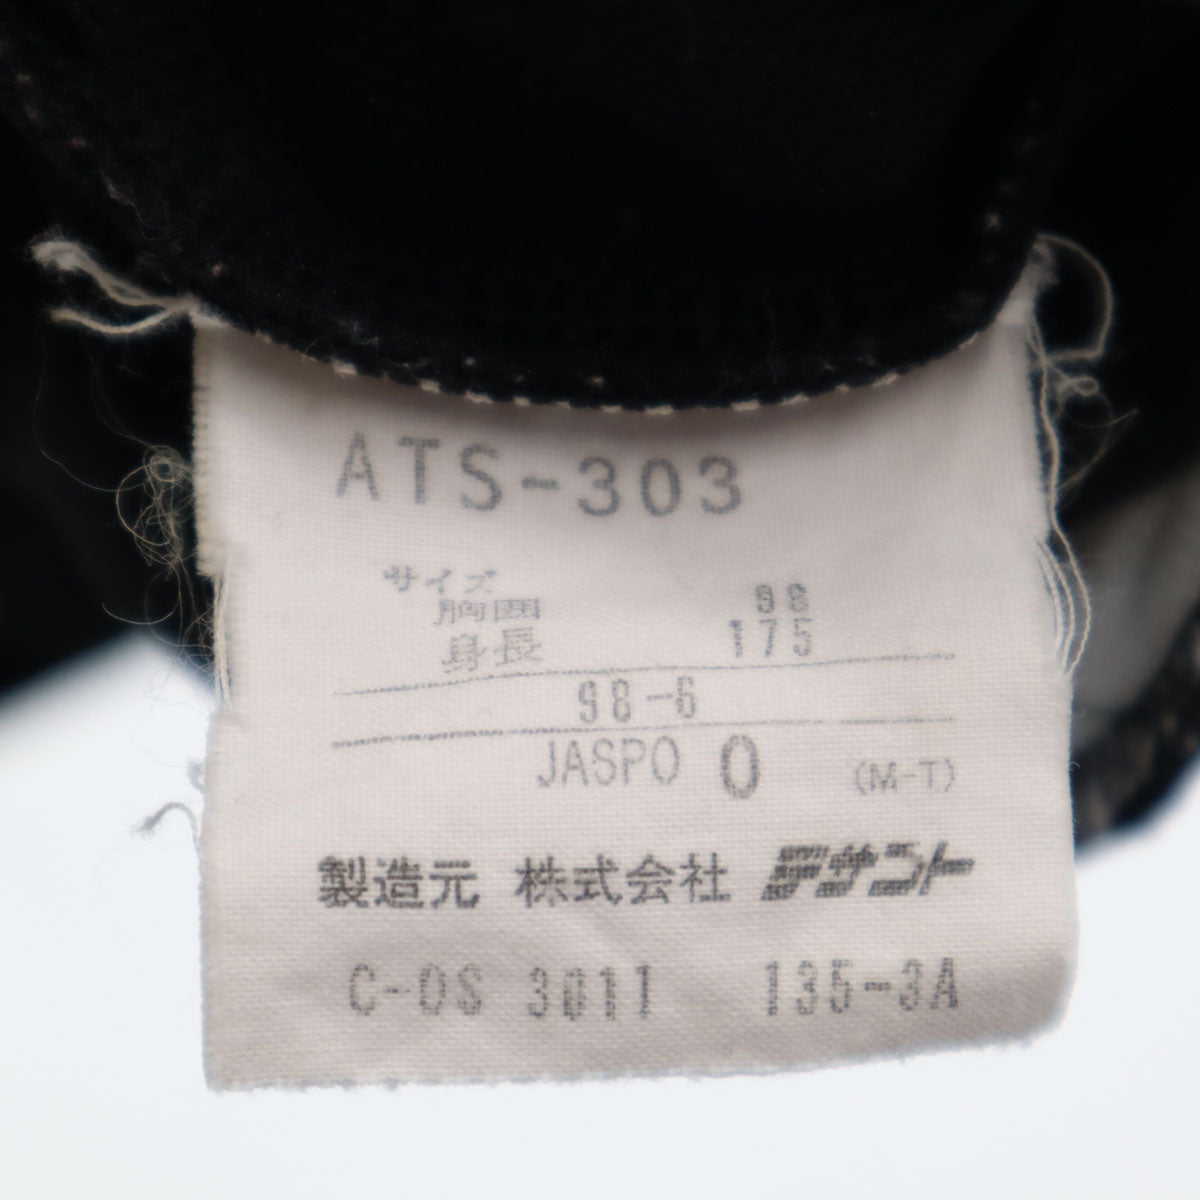 ATS-303
サイズ
胸囲 98
身長 175
98-6
JASPO O (M-T)
製造元 株式会社 デサント
C-OS 3011 135-3A